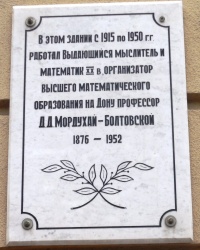 В этом здании с 1915 по 1950 гг
работал выдающийся мыслитель и
математик XX в, организатор
высшего математического
образования на Дону профессор
Д.Д. Мордухай-Болтовской
1876 – 1952